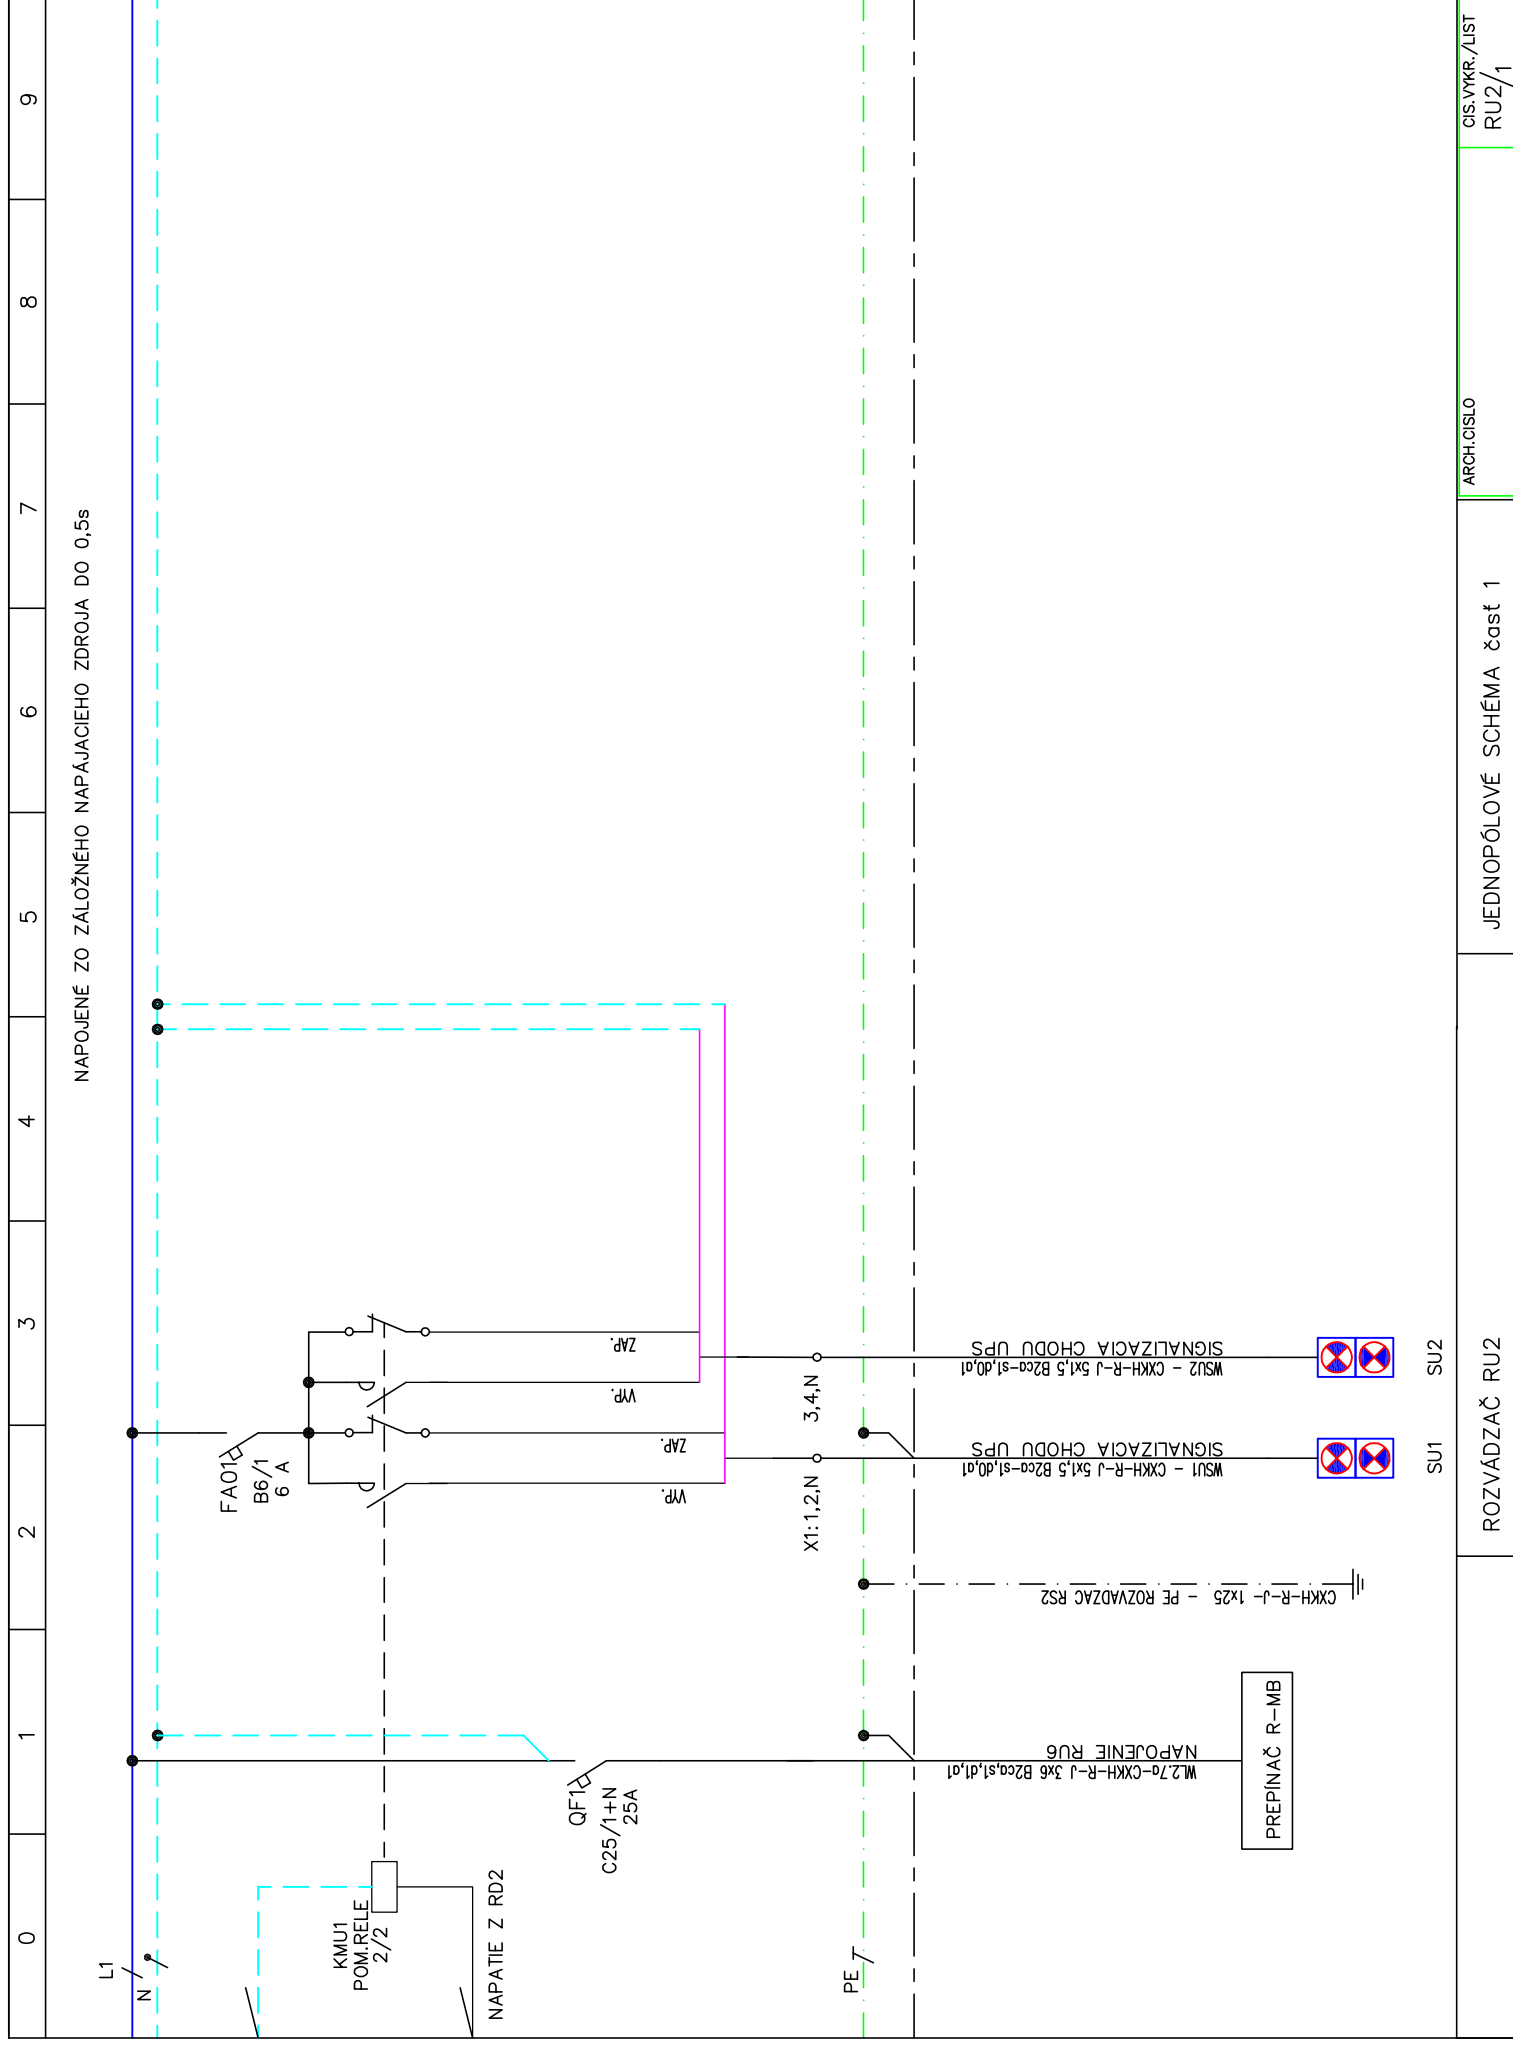 0
1
2
3
4
5
6
7
8
9
NAPOJENÉ ZO ZÁLOŽNÉHO NAPÁJACIEHO ZDROJA DO 0,5s
L1
N
KMU1
POM.RELE
2/2
NAPATIE Z RD2
FA01
B6/1
6 A
VYP.
ZAP.
VYP.
ZAP.
QF1
C25/1+N
25A
X1:1,2,N
3,4,N
PE
NAPOJENIE RU6
WL2.7a-CXKH-R-J 3x6 B2ca,s1,d1,a1
PREPÍNAČ R-MB
CXKH-R-J- 1x25 - PE ROZVADZAC RS2
SIGNALIZACIA CHODU UPS
WSU1 - CXKH-R-J 5x1,5 B2ca-s1,d0,a1
SU1
SIGNALIZACIA CHODU UPS
WSU2 - CXKH-R-J 5x1,5 B2ca-s1,d0,a1
SU2
ROZVÁDZAČ RU2
JEDNOPÓLOVÉ SCHÉMA časť 1
ARCH.CISLO
CIS.VYKR./LIST
RU2/1